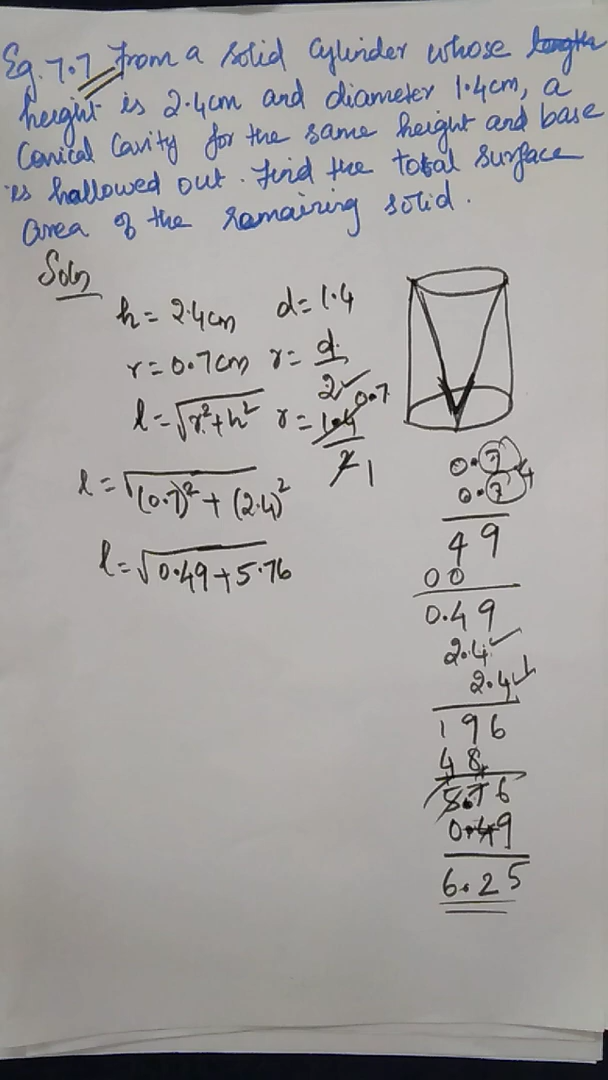 Eg. 7.7 From a solid cylinder whose length
height is 2.4cm and diameter 1.4cm, a
Conical Cavity for the same height and base
is hallowed out. Find the total surface
area of the remaining solid.
Soln
h = 2.4cm d = 1.4
r = 0.7cm r = d/2
l = √r²+h² r = 1.4/2 0.7 1
l = √(0.7)² + (2.4)²
l = √0.49+5.76
0.7
0.7
49
00
0.49
2.4
2.4
196
48
5.76
0.49
6.25